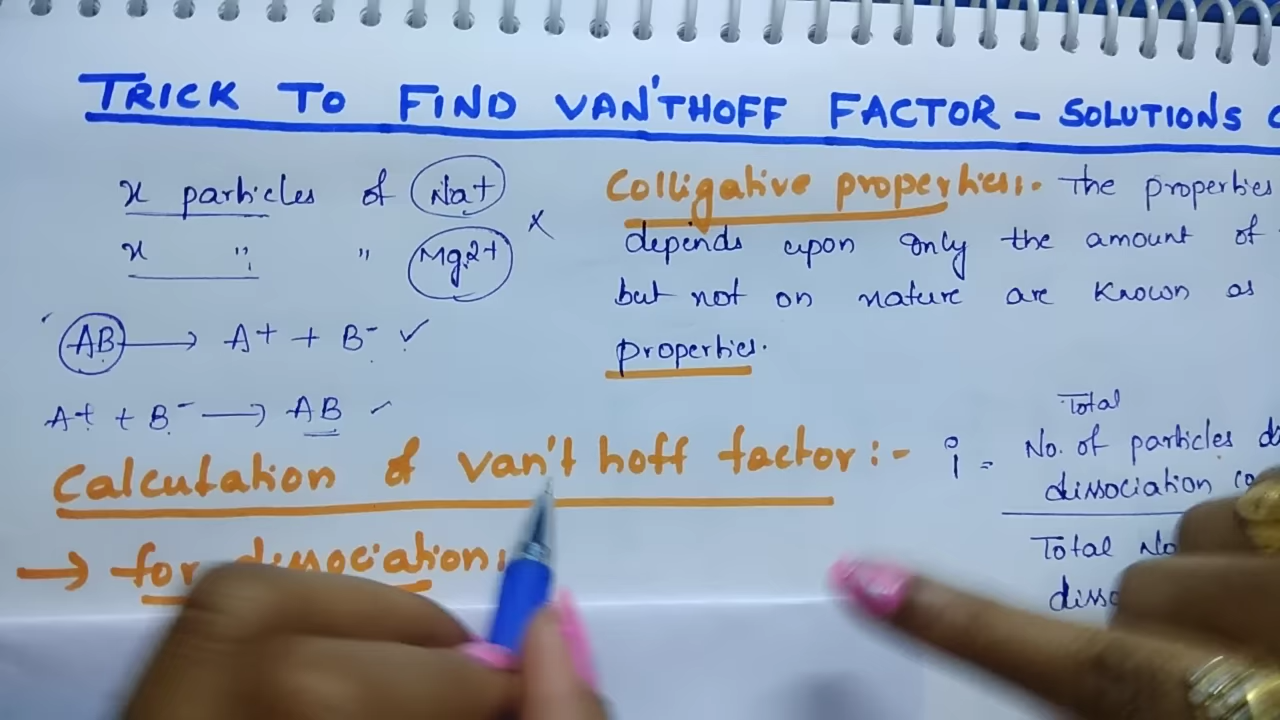 TRICK TO FIND VAN'THOFF FACTOR - SOLUTIONS
x particles of Na+
x " " Mg2+ x
AB → A+ + B- ✓
A+ + B- → AB ✓
Colligative properties:- The properties
depends upon only the amount of
but not on nature are known as
properties.
Calculation of van't hoff factor:-
i =
Total
No. of particles
dissociation
Total No
→ for dissociation: